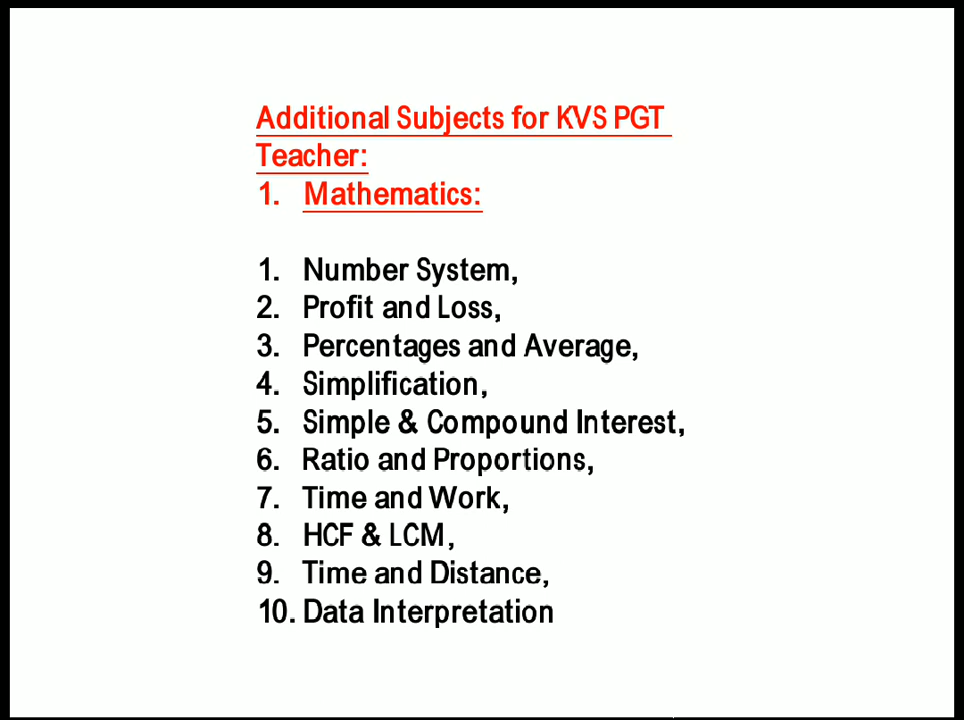 Additional Subjects for KVS PGT
Teacher:
1. Mathematics:
1. Number System,
2. Profit and Loss,
3. Percentages and Average,
4. Simplification,
5. Simple & Compound Interest,
6. Ratio and Proportions,
7. Time and Work,
8. HCF & LCM,
9. Time and Distance,
10. Data Interpretation